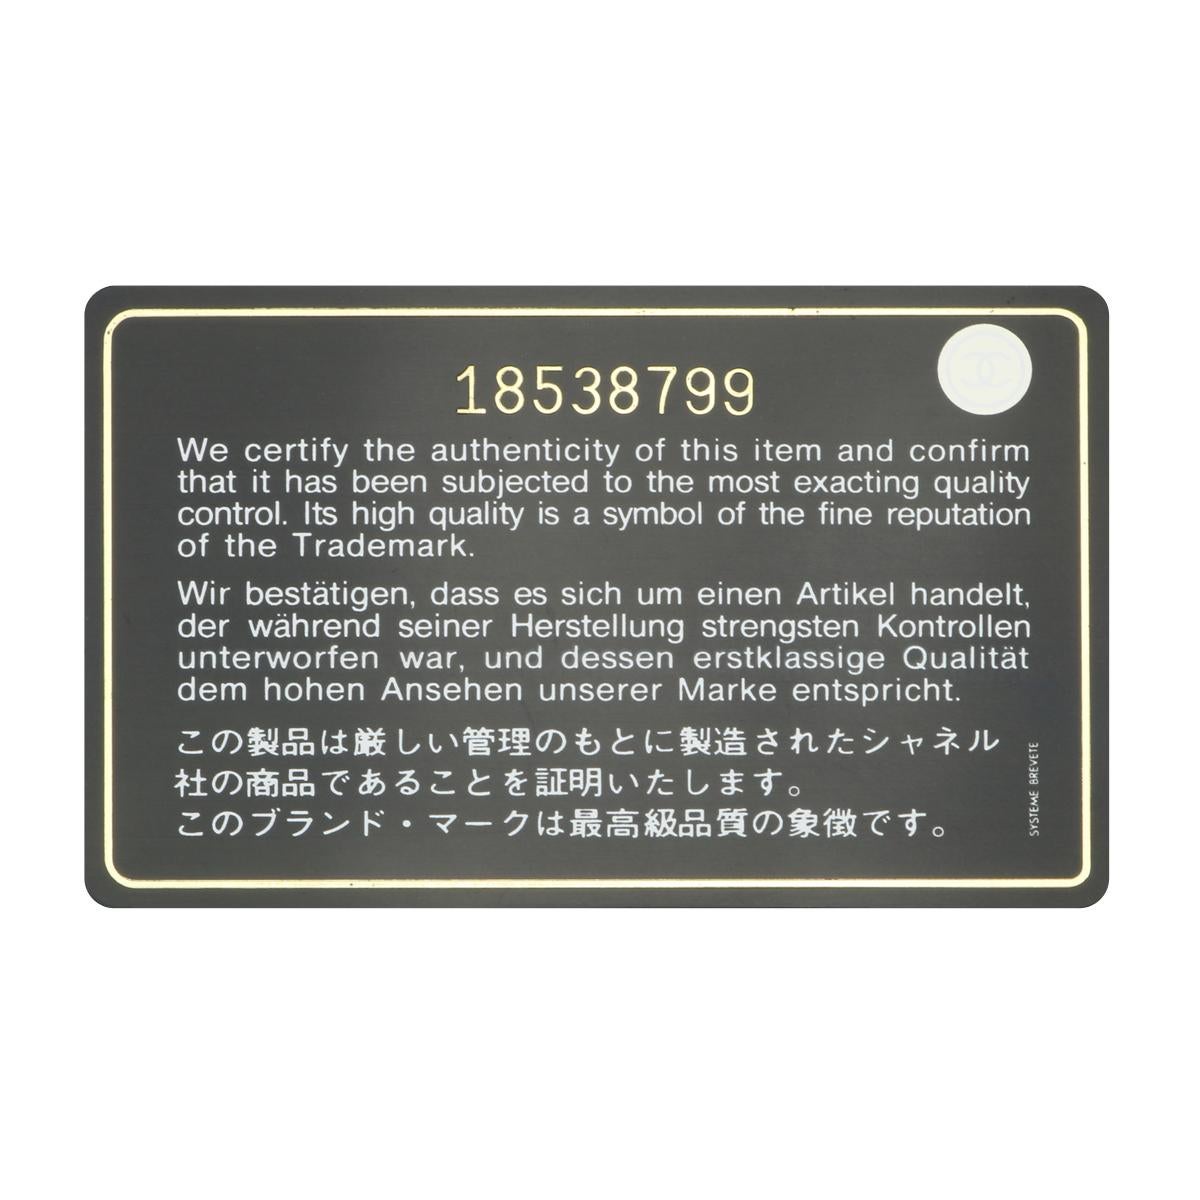 18538799
We certify the authenticity of this item and confirm
that it has been subjected to the most exacting quality
control. Its high quality is a symbol of the fine reputation
of the Trademark.
Wir bestätigen, dass es sich um einen Artikel handelt,
der während seiner Herstellung strengsten Kontrollen
unterworfen war, und dessen erstklassige Qualität
dem hohen Ansehen unserer Marke entspricht.
この製品は厳しい管理のもとに製造されたシャネル
社の商品であることを証明いたします。
このブランド・マークは最高級品質の象徴です。
SYSTEME BREVETE